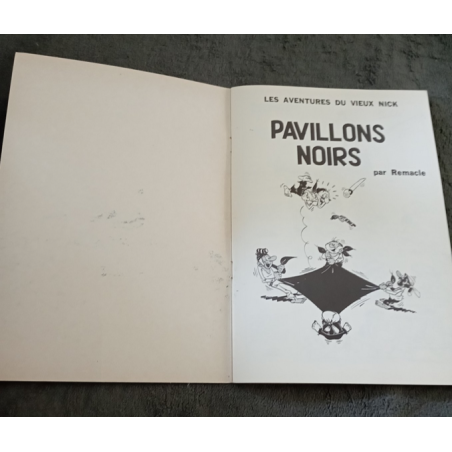 LES AVENTURES DU VIEUX NICK
PAVILLONS
NOIRS
par Remacle